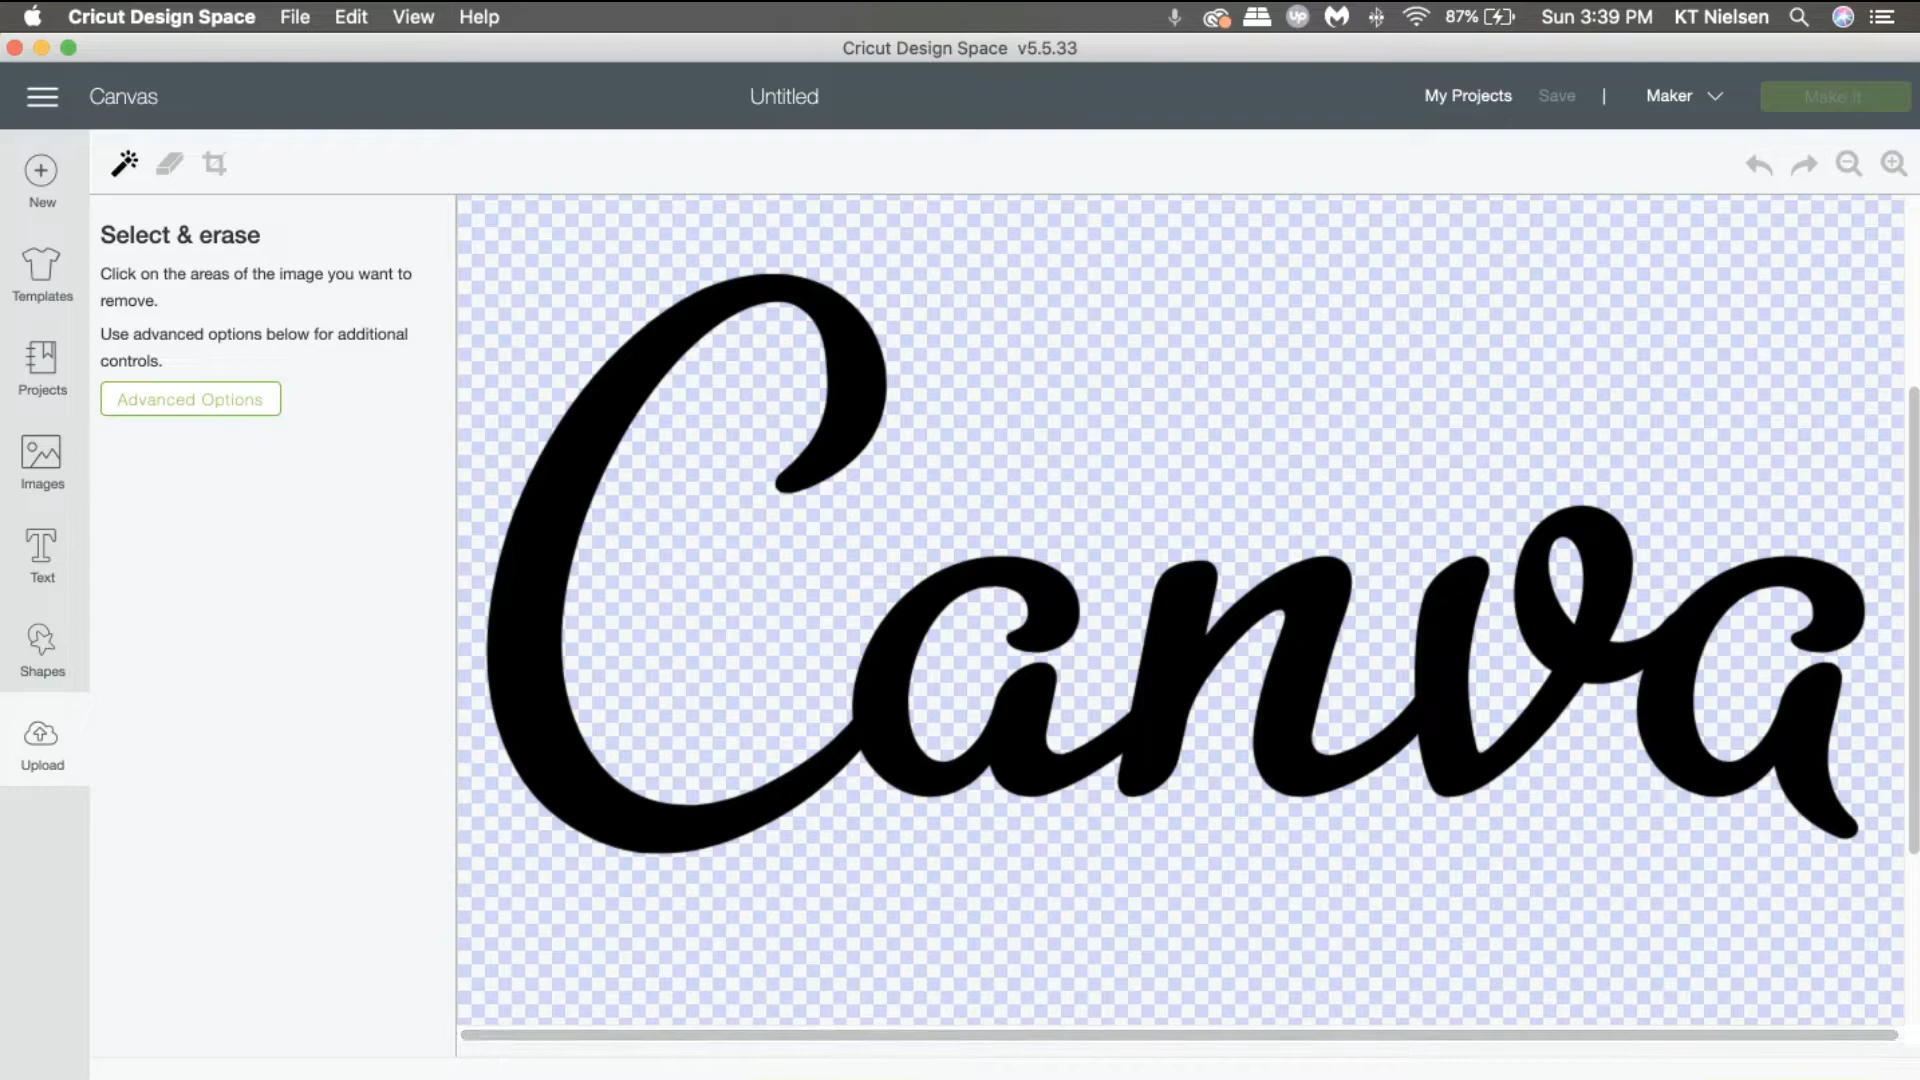 Cricut Design Space File Edit View Help
Up 87% Sun 3:39 PM KT Nielsen
Cricut Design Space v5.5.33
Canvas Untitled My Projects Save | Maker Make It
New
Templates
Projects
Images
Text
Shapes
Upload
Select & erase
Click on the areas of the image you want to
remove.
Use advanced options below for additional
controls.
Advanced Options
Canva